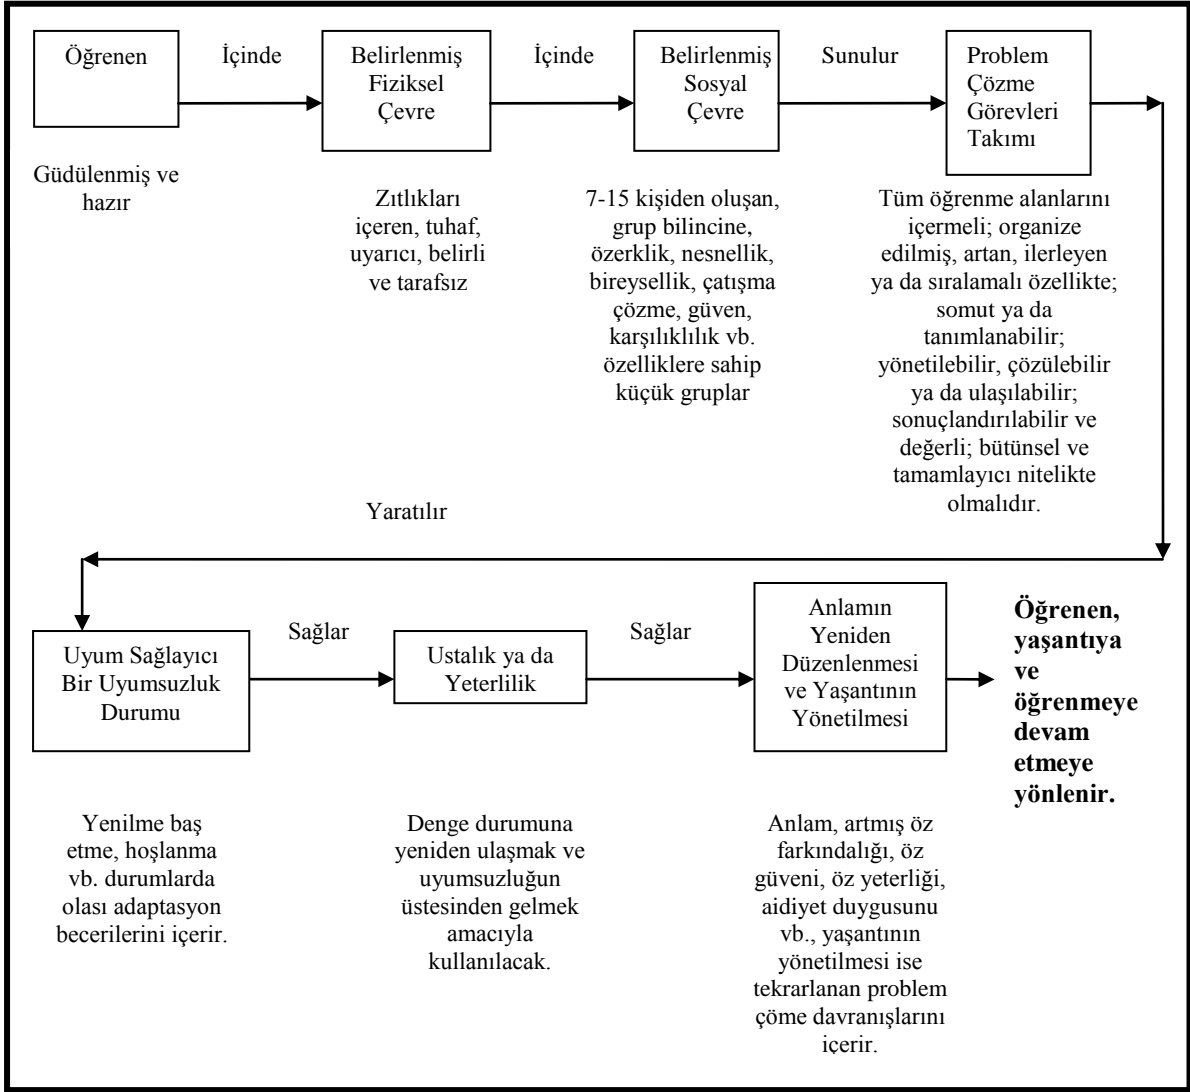 Öğrenen
İçinde
Belirlenmiş
Fiziksel
Çevre
İçinde
Belirlenmiş
Sosyal
Çevre
Sunulur
Problem
Çözme
Görevleri
Takımı
Güdülenmiş ve
hazır
Zıtlıkları
içeren, tuhaf,
uyarıcı, belirli
ve tarafsız
7-15 kişiden oluşan,
grup bilincine,
özerklik, nesnellik,
bireysellik, çatışma
çözme, güven,
karşılıklılık vb.
özelliklere sahip
küçük gruplar
Tüm öğrenme alanlarını
içermeli; organize
edilmiş, artan, ilerleyen
ya da sıralamalı özellikte;
somut ya da
tanımlanabilir;
yönetilebilir, çözülebilir
ya da ulaşılabilir;
sonuçlandırılabilir ve
değerli; bütünsel ve
tamamlayıcı nitelikte
olmalıdır.
Yaratılır
Uyum Sağlayıcı
Bir Uyumsuzluk
Durumu
Sağlar
Ustalık ya da
Yeterlilik
Sağlar
Anlamın
Yeniden
Düzenlenmesi
ve Yaşantının
Yönetilmesi
Öğrenen,
yaşantıya
ve
öğrenmeye
devam
etmeye
yönlenir.
Yenilme baş
etme, hoşlanma
vb. durumlarda
olası adaptasyon
becerilerini içerir.
Denge durumuna
yeniden ulaşmak ve
uyumsuzluğun
üstesinden gelmek
amacıyla
kullanılacak.
Anlam, artmış öz
farkındalığı, öz
güveni, öz yeterliği,
aidiyet duygusunu
vb., yaşantının
yönetilmesi ise
tekrarlanan problem
çöme davranışlarını
içerir.